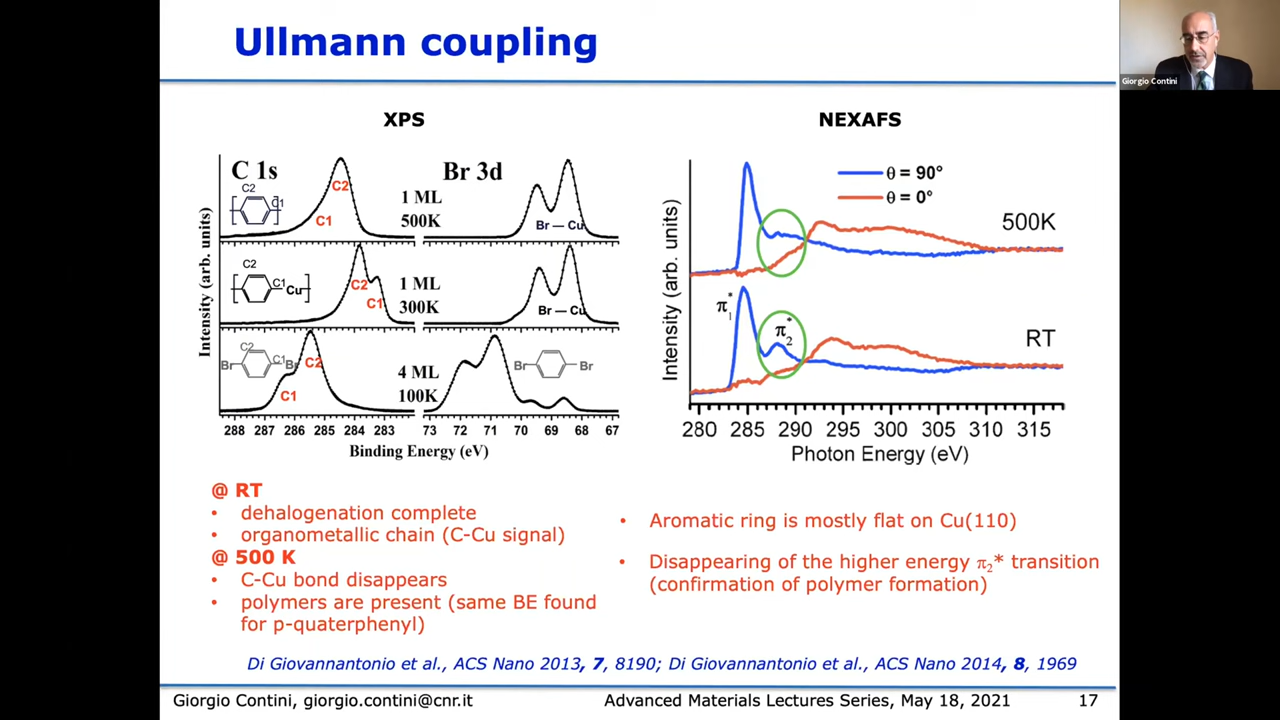 Ullmann coupling
Giorgio Contini
XPS
NEXAFS
C 1s
Br 3d
C2
C1
C2
C1
1 ML
500K
Br — Cu
C2
C1
Cu
C2
C1
1 ML
300K
Br — Cu
C2
Br
C1
Br
C2
C1
4 ML
100K
Br
Br
Intensity (arb. units)
288 287 286 285 284 283
73 72 71 70 69 68 67
Binding Energy (eV)
θ = 90°
θ = 0°
500K
π1*
π2*
RT
Intensity (arb. units)
280 285 290 295 300 305 310 315
Photon Energy (eV)
@ RT
• dehalogenation complete
• organometallic chain (C-Cu signal)
@ 500 K
• C-Cu bond disappears
• polymers are present (same BE found
for p-quaterphenyl)
• Aromatic ring is mostly flat on Cu(110)
• Disappearing of the higher energy π2* transition
(confirmation of polymer formation)
Di Giovannantonio et al., ACS Nano 2013, 7, 8190; Di Giovannantonio et al., ACS Nano 2014, 8, 1969
Giorgio Contini, giorgio.contini@cnr.it
Advanced Materials Lectures Series, May 18, 2021
17